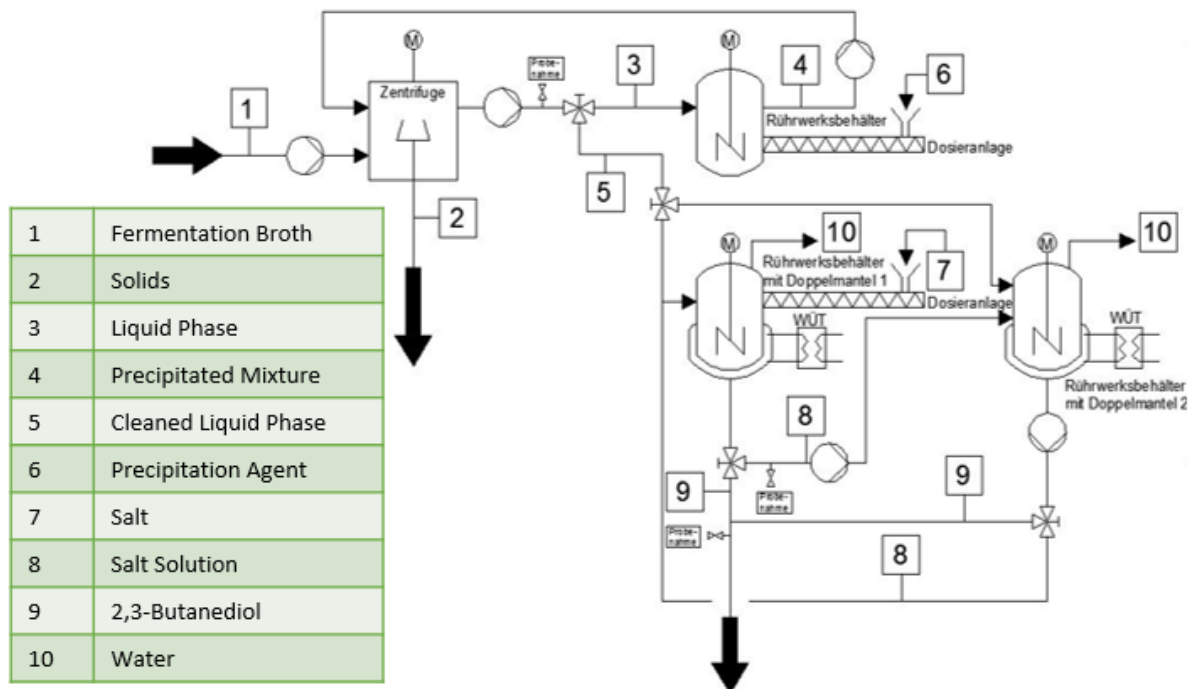 M
M
Probe-
nahme
3
4
6
Zentrifuge
1
Rührwerksbehälter
Dosieranlage
5
2
M
10
Rührwerksbehälter
mit Doppelmantel 1
7
Dosieranlage
M
10
WÜT
WÜT
Rührwerksbehälter
mit Doppelmantel 2
8
9
Probe-
nahme
9
Probe-
nahme
8
1 Fermentation Broth
2 Solids
3 Liquid Phase
4 Precipitated Mixture
5 Cleaned Liquid Phase
6 Precipitation Agent
7 Salt
8 Salt Solution
9 2,3-Butanediol
10 Water